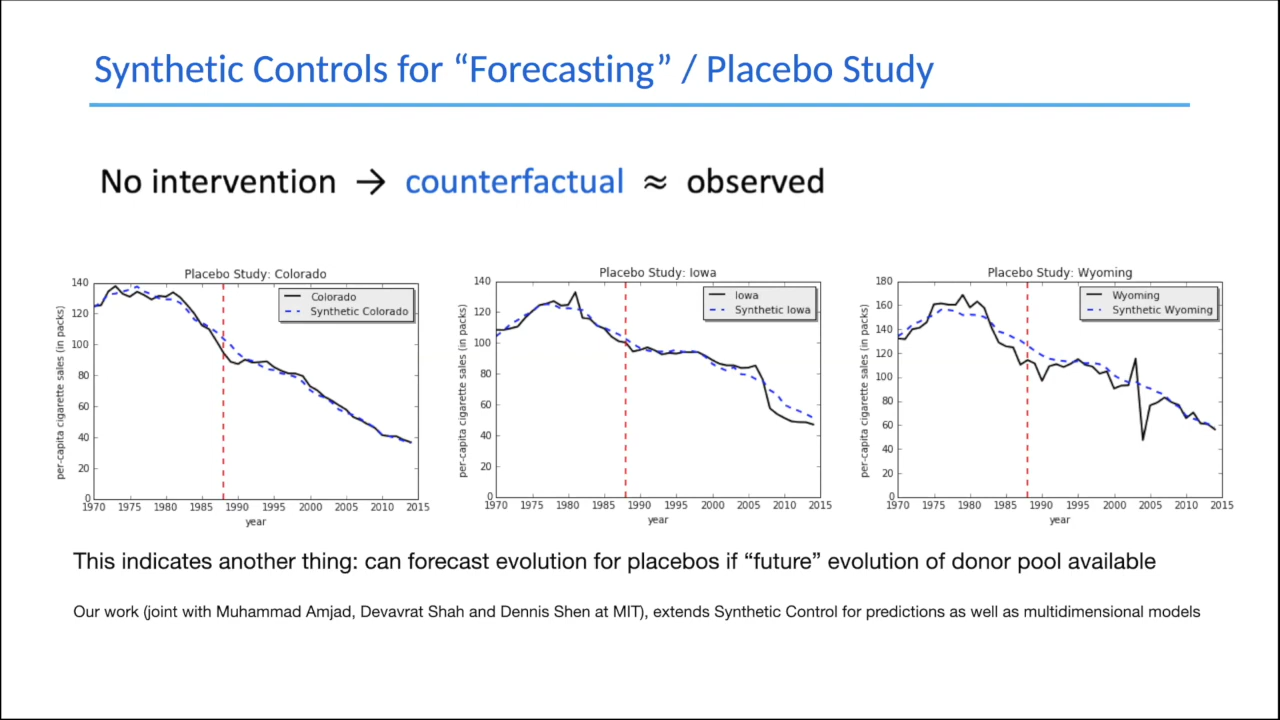 Synthetic Controls for “Forecasting” / Placebo Study
No intervention → counterfactual ≈ observed
Placebo Study: Colorado
Colorado
Synthetic Colorado
per-capita cigarette sales (in packs)
140
120
100
80
60
40
20
0
1970 1975 1980 1985 1990 1995 2000 2005 2010 2015
year
Placebo Study: Iowa
Iowa
Synthetic Iowa
per-capita cigarette sales (in packs)
140
120
100
80
60
40
20
0
1970 1975 1980 1985 1990 1995 2000 2005 2010 2015
year
Placebo Study: Wyoming
Wyoming
Synthetic Wyoming
per-capita cigarette sales (in packs)
180
160
140
120
100
80
60
40
20
0
1970 1975 1980 1985 1990 1995 2000 2005 2010 2015
year
This indicates another thing: can forecast evolution for placebos if “future” evolution of donor pool available
Our work (joint with Muhammad Amjad, Devavrat Shah and Dennis Shen at MIT), extends Synthetic Control for predictions as well as multidimensional models